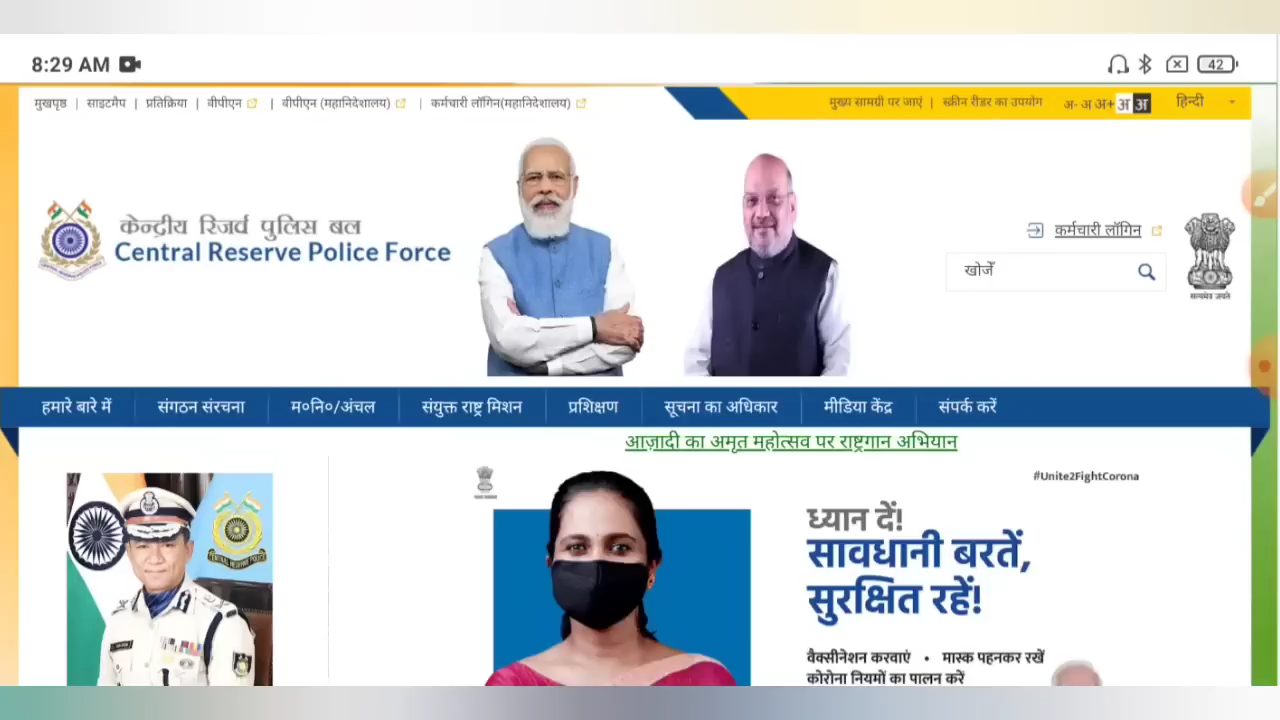 8:29 AM
42
मुखपृष्ठ | साइटमैप | प्रतिक्रिया | वीपीएन | वीपीएन (महानिदेशालय) | कर्मचारी लॉगिन(महानिदेशालय)
मुख्य सामग्री पर जाएं | स्क्रीन रीडर का उपयोग अ- अ अ+ अ अ हिन्दी
केन्द्रीय रिजर्व पुलिस बल
Central Reserve Police Force
कर्मचारी लॉगिन
खोजेँ
सत्यमेव जयते
हमारे बारे में संगठन संरचना म०नि०/अंचल संयुक्त राष्ट्र मिशन प्रशिक्षण सूचना का अधिकार मीडिया केंद्र संपर्क करें
आज़ादी का अमृत महोत्सव पर राष्ट्रगान अभियान
#Unite2FightCorona
ध्यान दें!
सावधानी बरतें,
सुरक्षित रहें!
वैक्सीनेशन करवाएं • मास्क पहनकर रखें
कोरोना नियमों का पालन करें